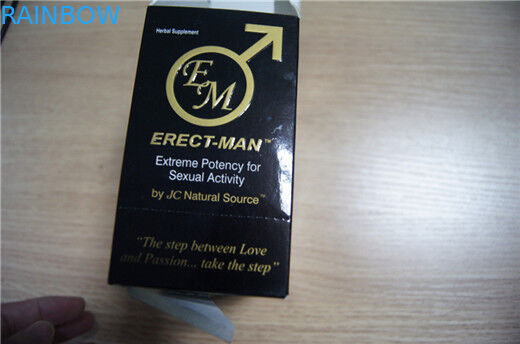 RAINBOW
Herbal Supplement
EM
ERECT-MAN™
Extreme Potency for
Sexual Activity
by JC Natural Source™
"The step between Love
and Passion... take the step"